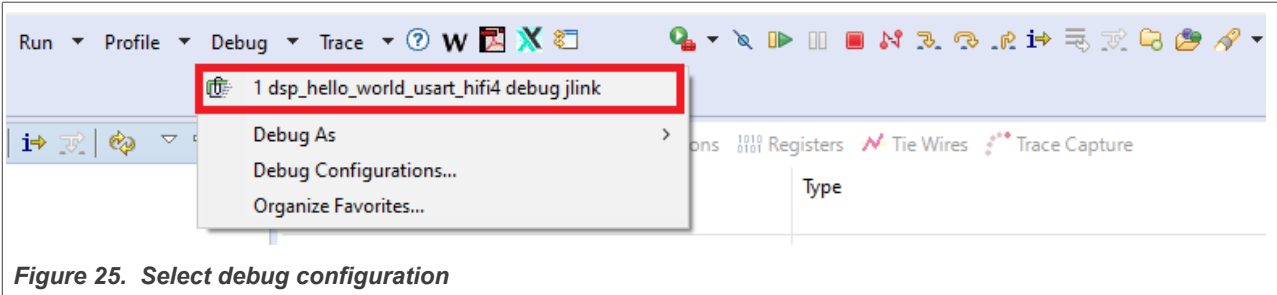 Run Profile Debug Trace ? W X
1 dsp_hello_world_usart_hifi4 debug jlink
Debug As
ons Registers Tie Wires Trace Capture
Debug Configurations...
Type
Organize Favorites...
Figure 25. Select debug configuration